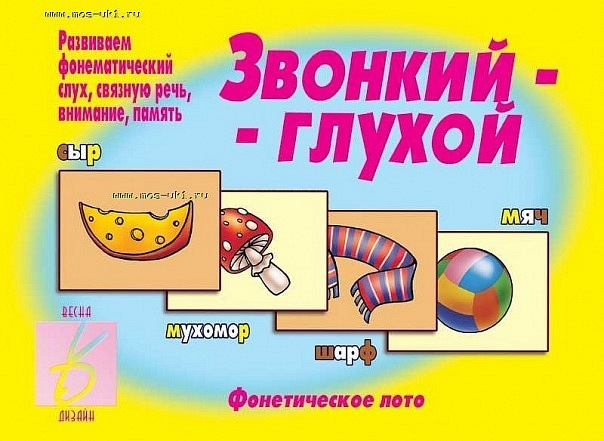 www.mos-uki.ru
Развиваем
фонематический
слух, связную речь,
внимание, память
Звонкий -
- глухой
сыр
www.mos-uki.ru
мяч
мухомор
шарф
ВЕСНА
ДИЗАЙН
Фонетическое лото